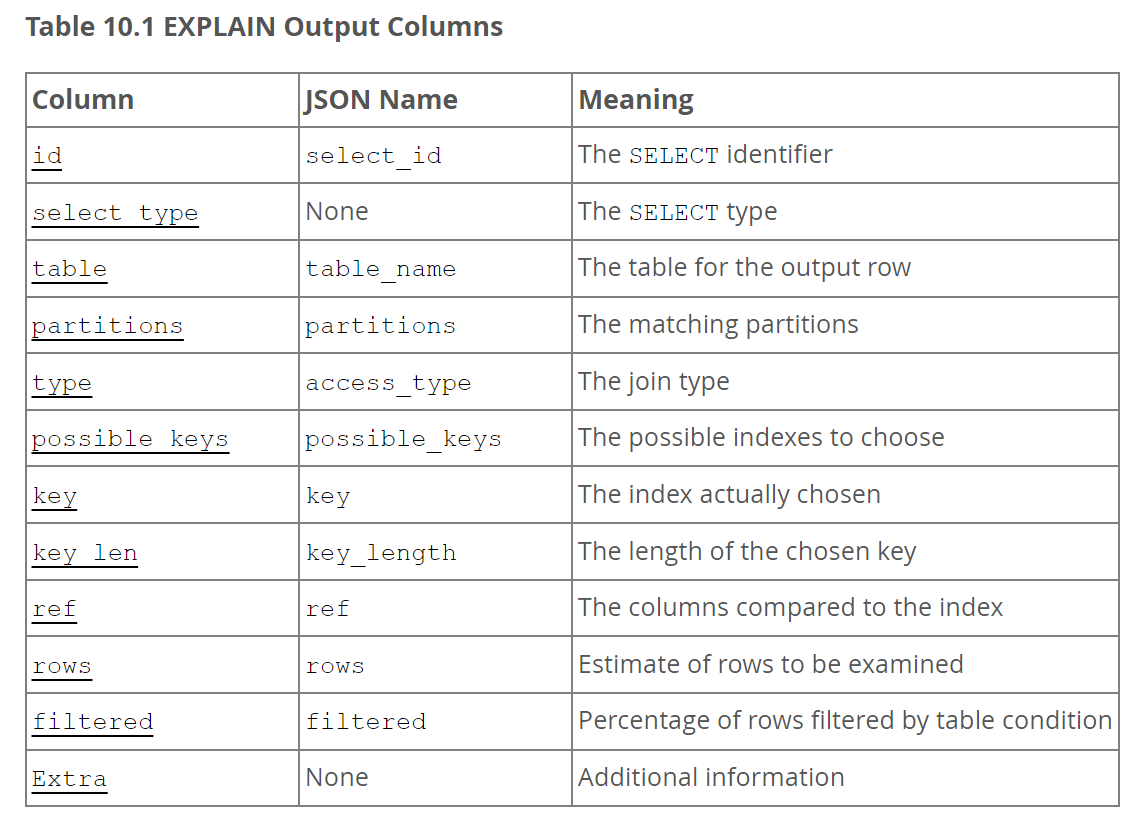 Table 10.1 EXPLAIN Output Columns
Column JSON Name Meaning
id select_id The SELECT identifier
select_type None The SELECT type
table table_name The table for the output row
partitions partitions The matching partitions
type access_type The join type
possible_keys possible_keys The possible indexes to choose
key key The index actually chosen
key_len key_length The length of the chosen key
ref ref The columns compared to the index
rows rows Estimate of rows to be examined
filtered filtered Percentage of rows filtered by table condition
Extra None Additional information